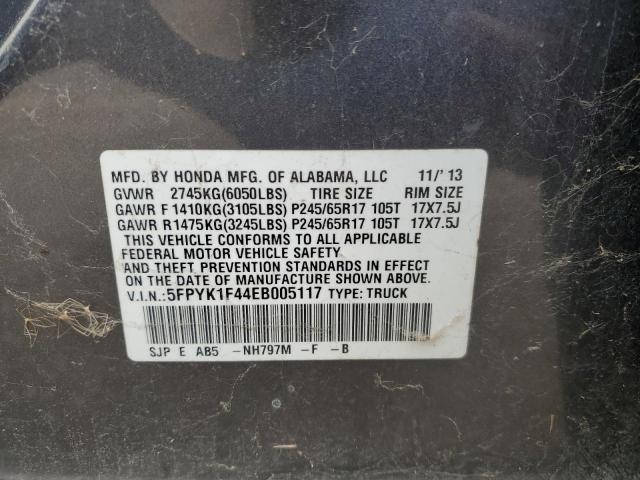 MFD. BY HONDA MFG. OF ALABAMA, LLC 11/'13
GVWR 2745KG(6050LBS) TIRE SIZE RIM SIZE
GAWR F1410KG(3105LBS) P245/65R17 105T 17X7.5J
GAWR R1475KG(3245LBS) P245/65R17 105T 17X7.5J
THIS VEHICLE CONFORMS TO ALL APPLICABLE
FEDERAL MOTOR VEHICLE SAFETY
AND THEFT PREVENTION STANDARDS IN EFFECT
ON THE DATE OF MANUFACTURE SHOWN ABOVE.
V.I.N.:5FPYK1F44EB005117 TYPE: TRUCK
SJP E AB5 -NH797M -F -B